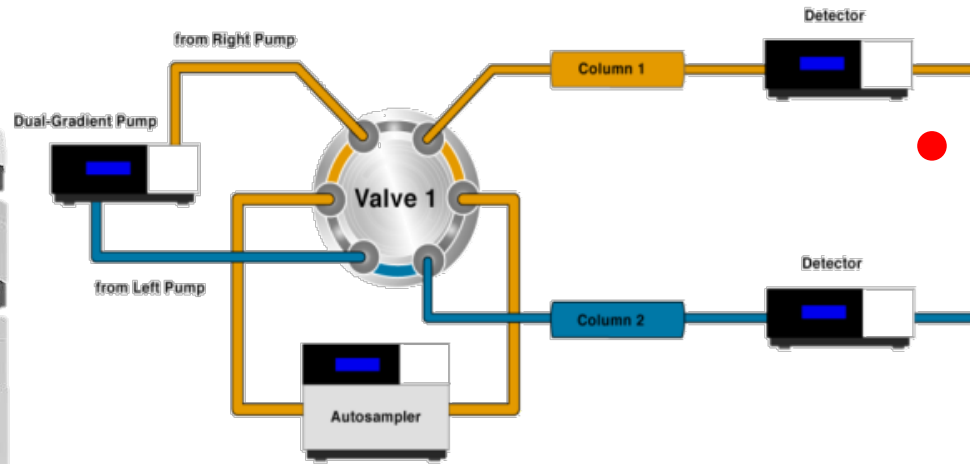 Detector
from Right Pump
Column 1
Dual-Gradient Pump
Valve 1
Detector
from Left Pump
Column 2
Autosampler